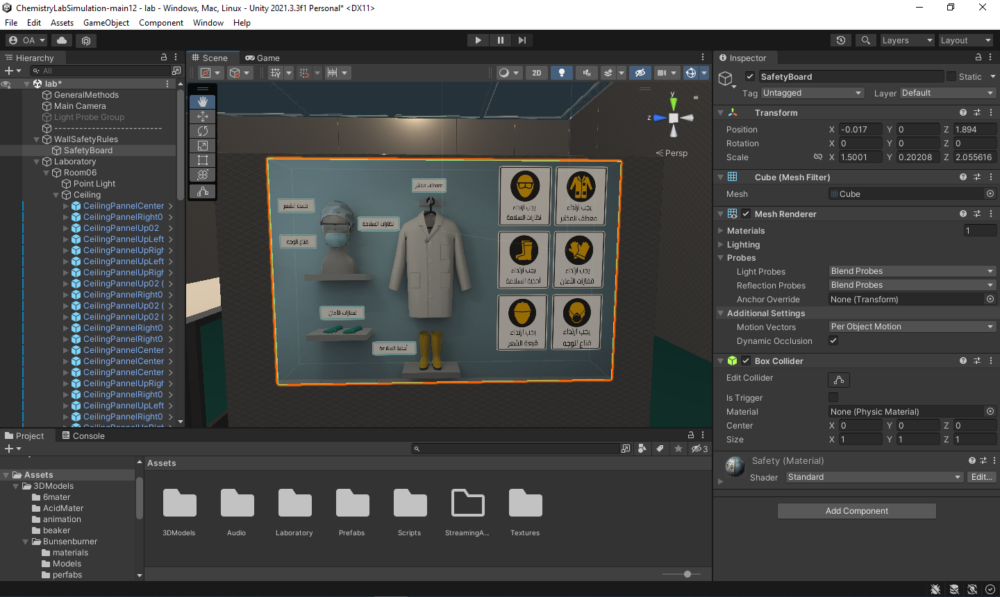 ChemistryLabSimulation-main12 - lab - Windows, Mac, Linux - Unity 2021.3.3f1 Personal* <DX11>
File Edit Assets GameObject Component Window Help
OA
Layers
Layout
Hierarchy
All
lab*
GeneralMethods
Main Camera
Light Probe Group
---------------------------
WallSafetyRules
SafetyBoard
Laboratory
Room06
Point Light
Ceiling
CeilingPannelCenter
CeilingPannelRight0
CeilingPannelUp02
CeilingPannelUpLeft
CeilingPannelUpRigh
CeilingPannelUpLeft
CeilingPannelUpRigh
CeilingPannelUp02 (
CeilingPannelRight0
CeilingPannelUp02 (
CeilingPannelUp02 (
CeilingPannelRight0
CeilingPannelRight0
CeilingPannelCenter
CeilingPannelCenter
CeilingPannelCenter
CeilingPannelUpRigh
CeilingPannelRight0
CeilingPannelUpLeft
CeilingPannelRight0
CeilingPannelUpRigh
Scene
Game
2D
y
z
Persp
معطف مختبر
قبعة الشعر
نظارات السلامة
قناع الوجه
قفازات الأمان
أحذية السلامة
يجب ارتداء
نظارات السلامة
يجب ارتداء
معطف المختبر
يجب ارتداء
أحذية السلامة
يجب ارتداء
قفازات الأمان
يجب ارتداء
قبعة الشعر
يجب ارتداء
قناع الوجه
Inspector
SafetyBoard
Static
Tag Untagged Layer Default
Transform
Position X -0.017 Y 0 Z 1.894
Rotation X 0 Y 0 Z 0
Scale X 1.5001 Y 0.20208 Z 2.055616
Cube (Mesh Filter)
Mesh Cube
Mesh Renderer
Materials 1
Lighting
Probes
Light Probes Blend Probes
Reflection Probes Blend Probes
Anchor Override None (Transform)
Additional Settings
Motion Vectors Per Object Motion
Dynamic Occlusion
Box Collider
Edit Collider
Is Trigger
Material None (Physic Material)
Center X 0 Y 0 Z 0
Size X 1 Y 1 Z 1
Safety (Material)
Shader Standard Edit...
Add Component
Project
Console
3
Assets
3DModels
6mater
AcidMater
animation
beaker
Bunsenburner
materials
Models
perfabs
Assets
3DModels
Audio
Laboratory
Prefabs
Scripts
StreamingA...
Textures